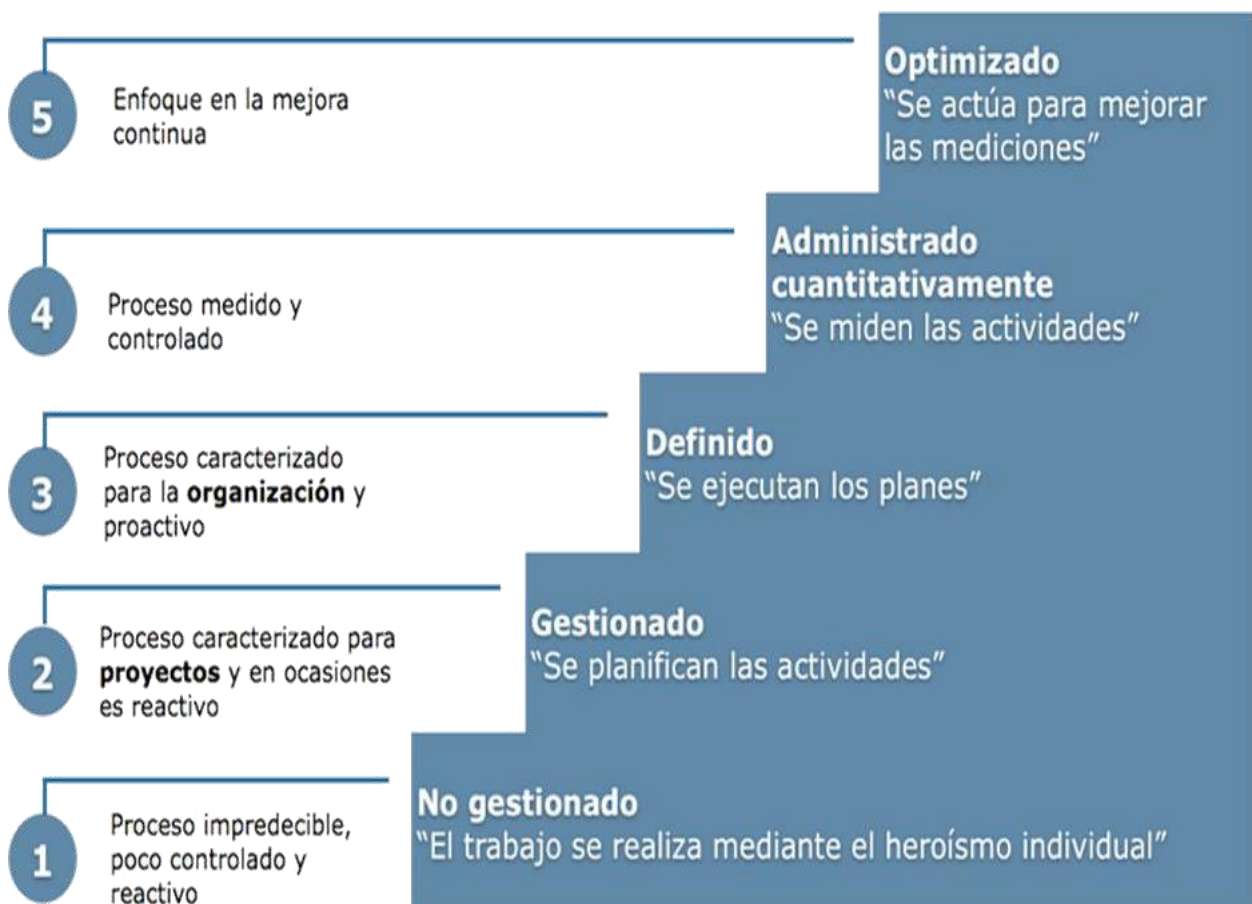 5
Enfoque en la mejora
continua
Optimizado
“Se actúa para mejorar
las mediciones”
4
Proceso medido y
controlado
Administrado
cuantitativamente
“Se miden las actividades”
3
Proceso caracterizado
para la organización y
proactivo
Definido
“Se ejecutan los planes”
2
Proceso caracterizado para
proyectos y en ocasiones
es reactivo
Gestionado
“Se planifican las actividades”
1
Proceso impredecible,
poco controlado y
reactivo
No gestionado
“El trabajo se realiza mediante el heroísmo individual”